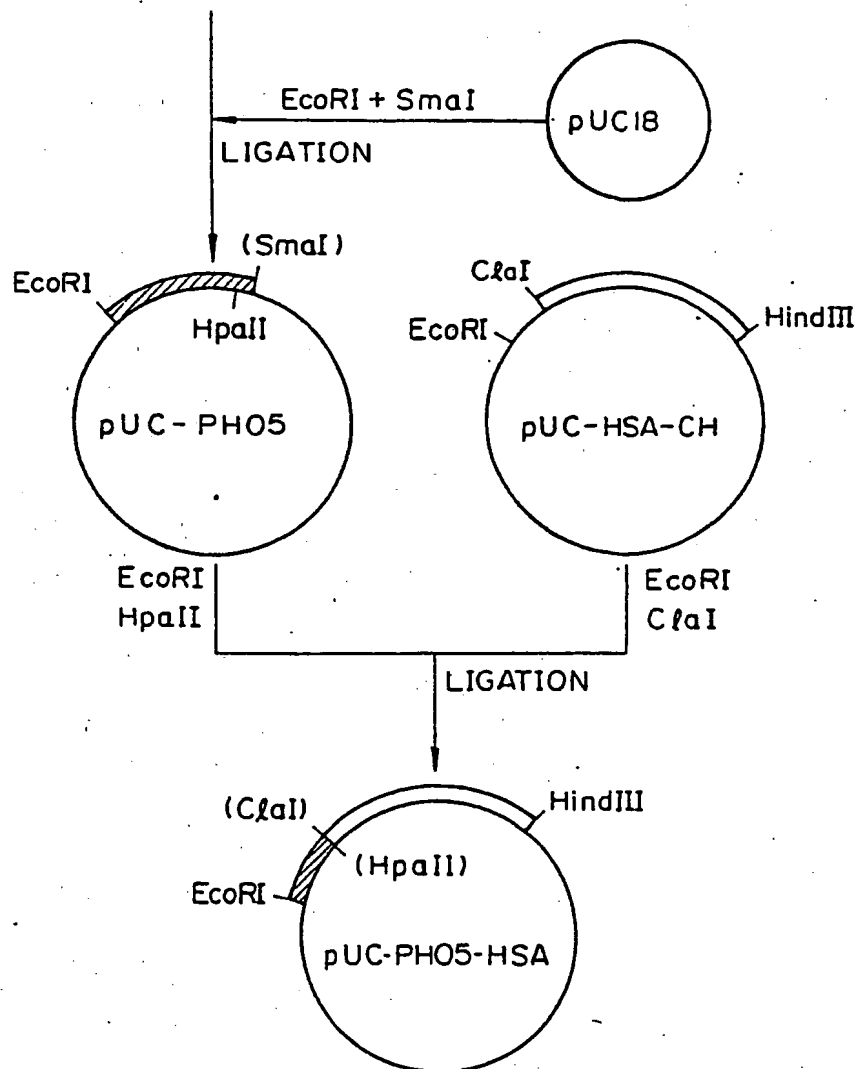 EcoRI + SmaI
pUC18
LIGATION
(SmaI)
EcoRI
HpaII
pUC-PHO5
ClaI
EcoRI
HindIII
pUC-HSA-CH
EcoRI
HpaII
EcoRI
ClaI
LIGATION
(ClaI)
HindIII
(HpaII)
EcoRI
pUC-PHO5-HSA